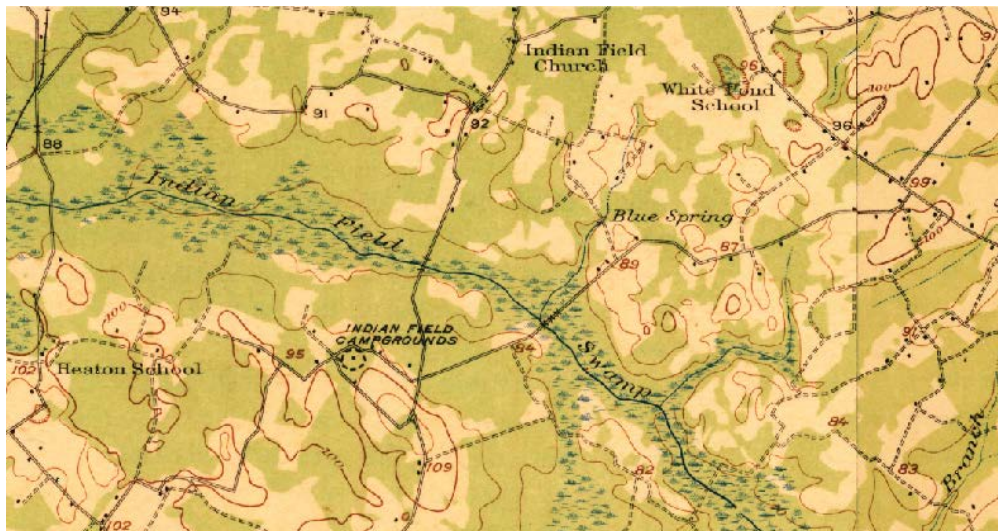 94
Indian Field
Church
96
White Pond
School
100
91
92
96
88
99
Indian Field Swamp
Blue Spring
100
87
89
100
INDIAN FIELD
CAMPGROUNDS
95
84
102
Heaton School
100
84
109
82
83
Branch
102